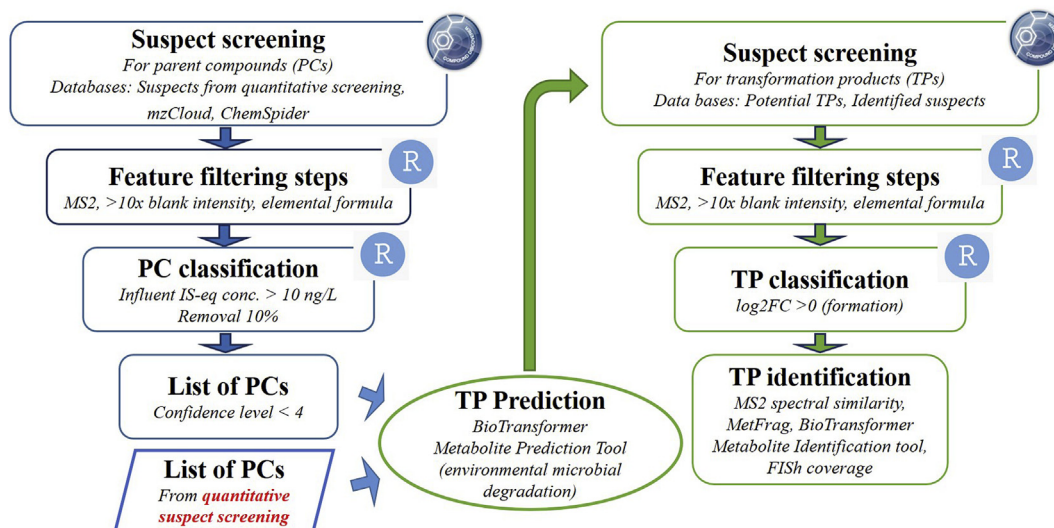 Suspect screening
For parent compounds (PCs)
Databases: Suspects from quantitative screening,
mzCloud, ChemSpider
Feature filtering steps
MS2, >10x blank intensity, elemental formula
R
PC classification
Influent IS-eq conc. > 10 ng/L
Removal 10%
R
List of PCs
Confidence level < 4
List of PCs
From quantitative
suspect screening
TP Prediction
BioTransformer
Metabolite Prediction Tool
(environmental microbial
degradation)
Suspect screening
For transformation products (TPs)
Data bases: Potential TPs, Identified suspects
Feature filtering steps
MS2, >10x blank intensity, elemental formula
R
TP classification
log2FC >0 (formation)
R
TP identification
MS2 spectral similarity,
MetFrag, BioTransformer
Metabolite Identification tool,
FISh coverage